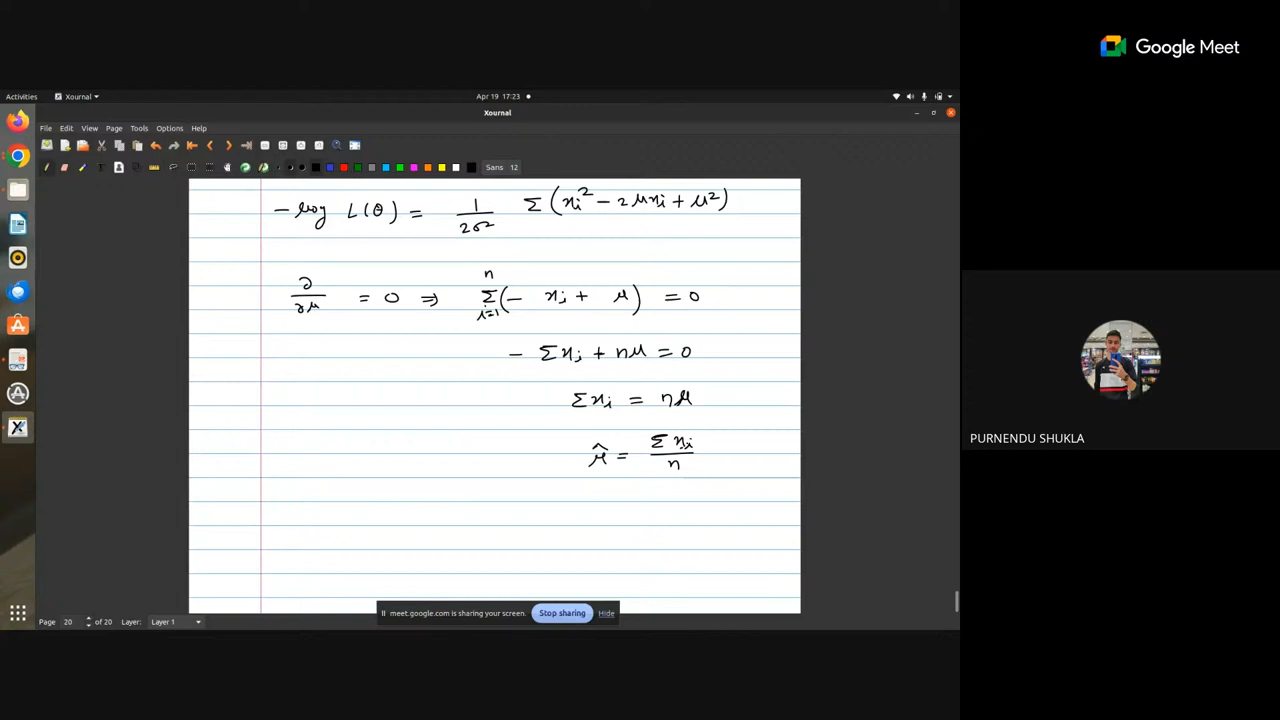 Google Meet
Activities Xournal Apr 19 17:23
Xournal
File Edit View Page Tools Options Help
Sans 12
-log L(θ) = 1/2σ² Σ(xi² - 2μxi + μ²)
∂/∂μ = 0 ⇒ Σ_{i=1}^{n}(- xi + μ) = 0
- Σxi + nμ = 0
Σxi = nμ
μ̂ = Σxi/n
PURNENDU SHUKLA
meet.google.com is sharing your screen. Stop sharing Hide
Page 20 of 20 Layer: Layer 1